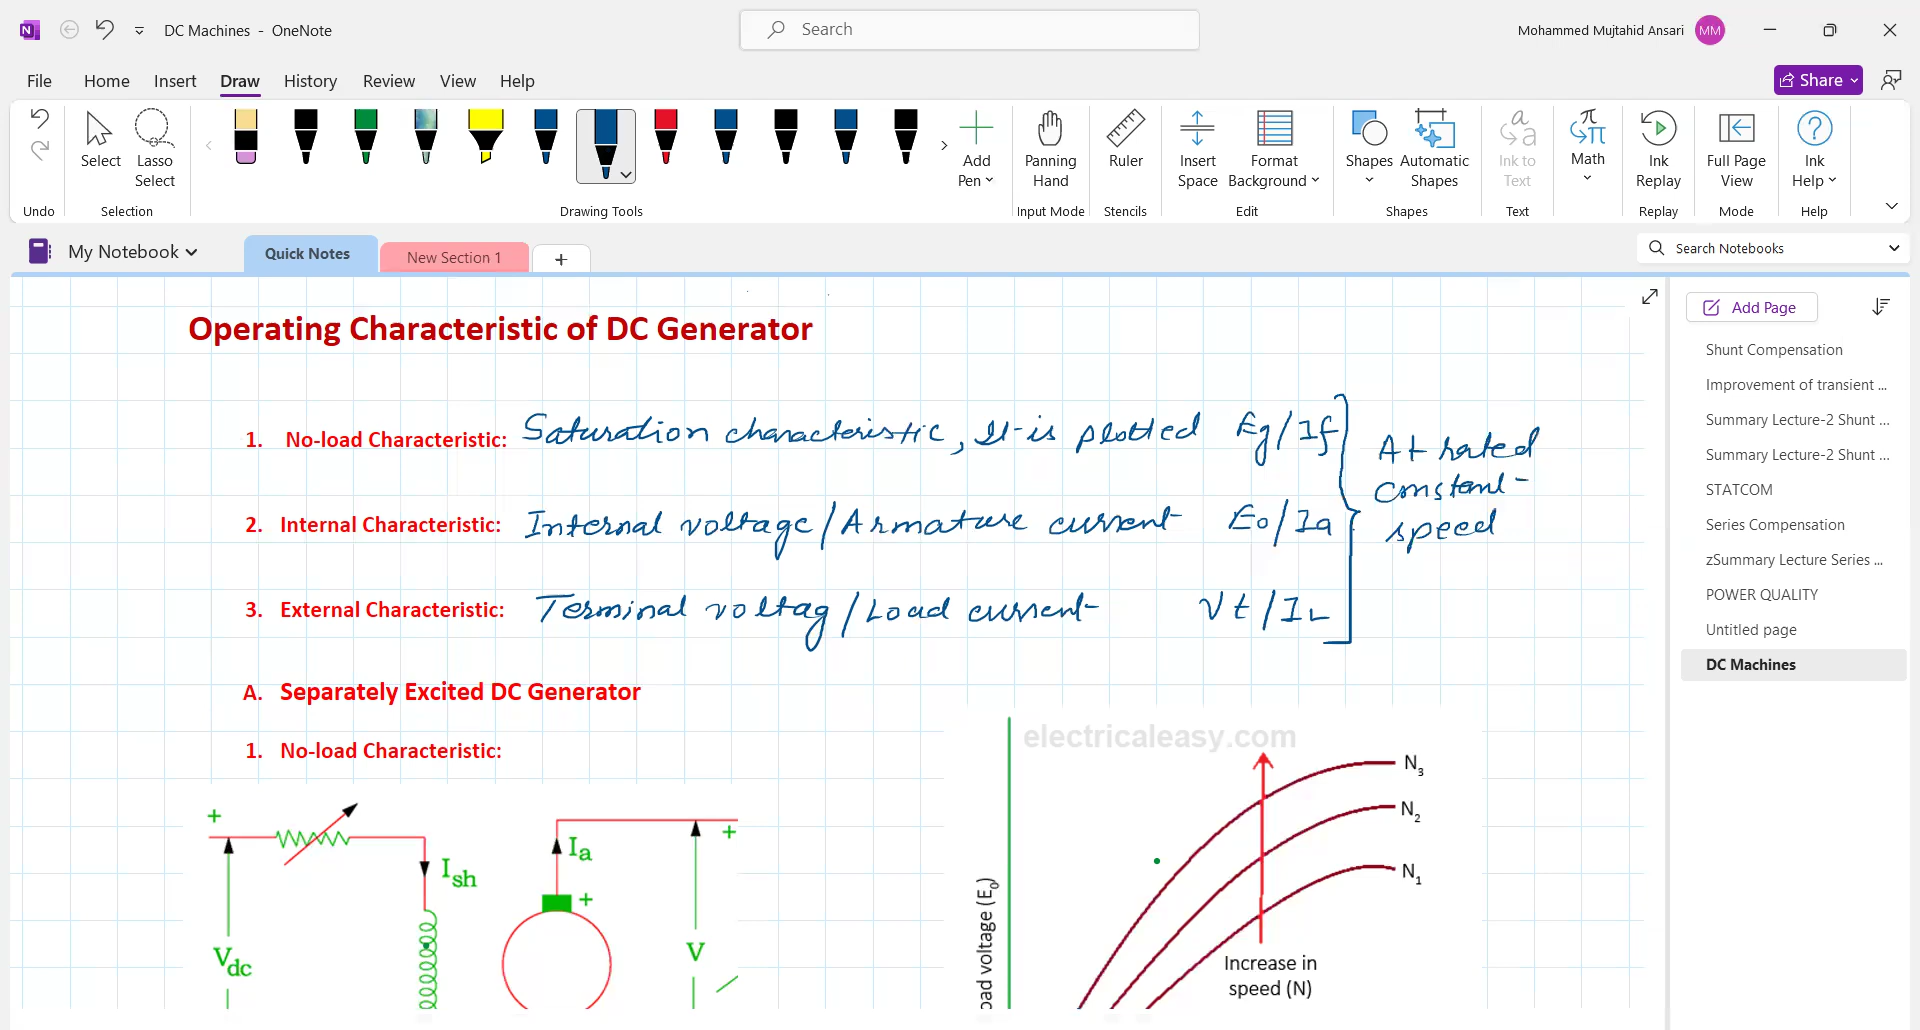 DC Machines - OneNote
Search
Mohammed Mujtahid Ansari
MM
File Home Insert Draw History Review View Help
Share
Select
Lasso Select
Add Pen
Panning Hand
Ruler
Insert Space
Format Background
Shapes
Automatic Shapes
Ink to Text
Math
Ink Replay
Full Page View
Ink Help
Undo
Selection
Drawing Tools
Input Mode
Stencils
Edit
Shapes
Text
Replay
Mode
Help
My Notebook
Quick Notes
New Section 1
Search Notebooks
Operating Characteristic of DC Generator
1. No-load Characteristic: Saturation characteristic, It is plotted Eg/If
2. Internal Characteristic: Internal voltage/Armature current E0/Ia
3. External Characteristic: Terminal voltag/Load current Vt/IL
At rated
constant
speed
A. Separately Excited DC Generator
1. No-load Characteristic:
+
Ish
Vdc
Ia
+
+
V
electricaleasy.com
N3
N2
N1
oad voltage (E0)
Increase in
speed (N)
Add Page
Shunt Compensation
Improvement of transient ...
Summary Lecture-2 Shunt ...
Summary Lecture-2 Shunt ...
STATCOM
Series Compensation
zSummary Lecture Series ...
POWER QUALITY
Untitled page
DC Machines